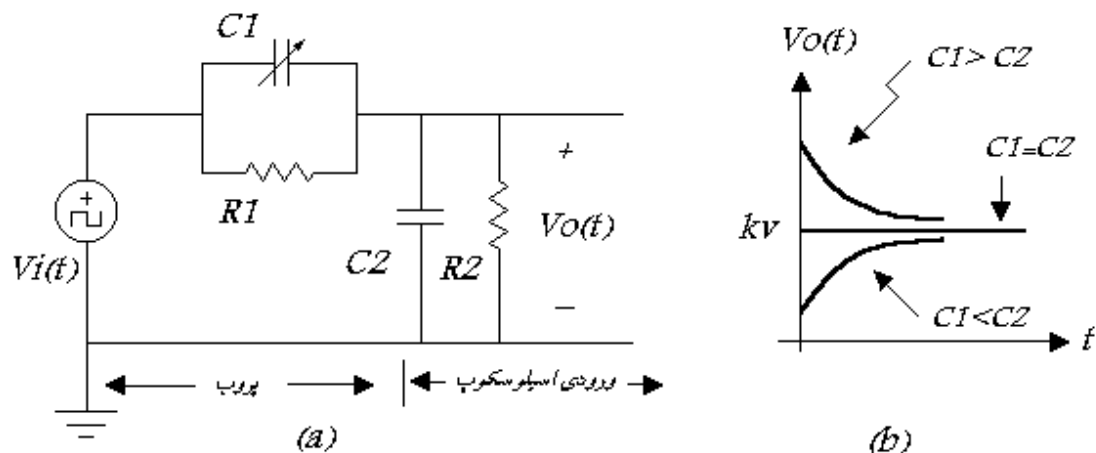 C1
R1
Vi(t)
C2
R2
+
Vo(t)
−
پروب
ورودی اسیلوسکوپ
(a)
Vo(t)
C1> C2
C1=C2
kv
C1<C2
t
(b)